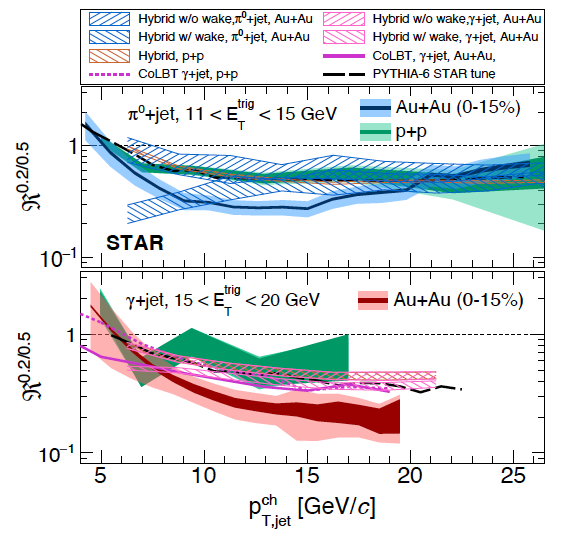 Hybrid w/o wake,π⁰+jet, Au+Au
Hybrid w/o wake,γ+jet, Au+Au
Hybrid w/ wake, π⁰+jet, Au+Au
Hybrid w/ wake, γ+jet, Au+Au
Hybrid, p+p
CoLBT, γ+jet, Au+Au,
CoLBT γ+jet, p+p
PYTHIA-6 STAR tune
π⁰+jet, 11 < E_T^trig < 15 GeV
Au+Au (0-15%)
p+p
1
ℜ^0.2/0.5
STAR
10⁻¹
γ+jet, 15 < E_T^trig < 20 GeV
Au+Au (0-15%)
1
ℜ^0.2/0.5
10⁻¹
5 10 15 20 25
p_T,jet^ch [GeV/c]